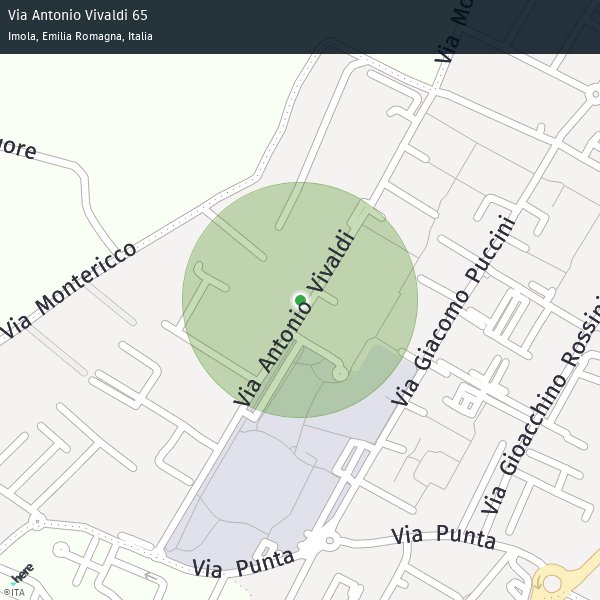 Via Antonio Vivaldi 65
Imola, Emilia Romagna, Italia
Via Mo
uore
Via Montericco
Via Antonio Vivaldi
Via Giacomo Puccini
Via Gioacchino Rossini
Via Punta
Via Punta
here
©ITA